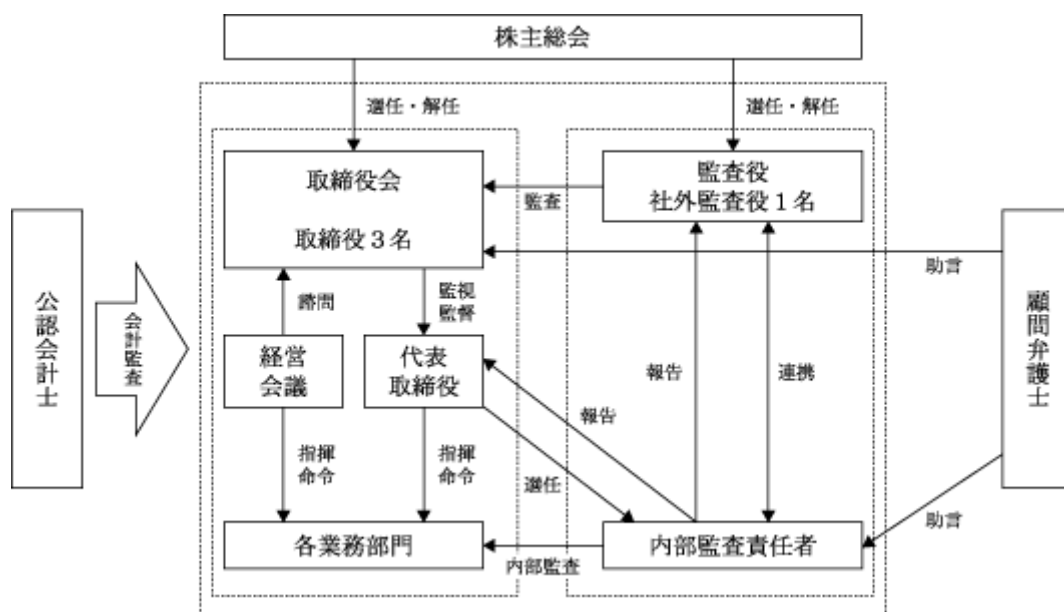 株主総会
選任・解任
選任・解任
取締役会
取締役3名
監査役
社外監査役1名
監査
助言
公認会計士
会計監査
顧問弁護士
諮問
監視
監督
経営
会議
代表
取締役
報告
連携
報告
指揮
命令
指揮
命令
選任
助言
各業務部門
内部監査
内部監査責任者